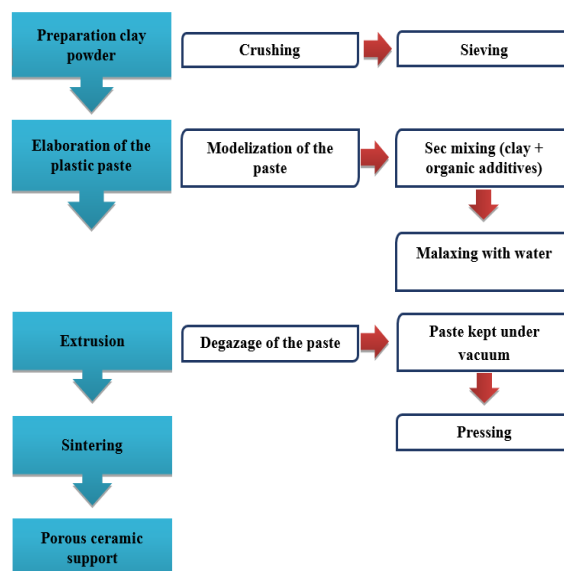 Preparation clay
powder
Crushing
Sieving
Elaboration of the
plastic paste
Modelization of the
paste
Sec mixing (clay +
organic additives)
Malaxing with water
Extrusion
Degazage of the paste
Paste kept under
vacuum
Pressing
Sintering
Porous ceramic
support